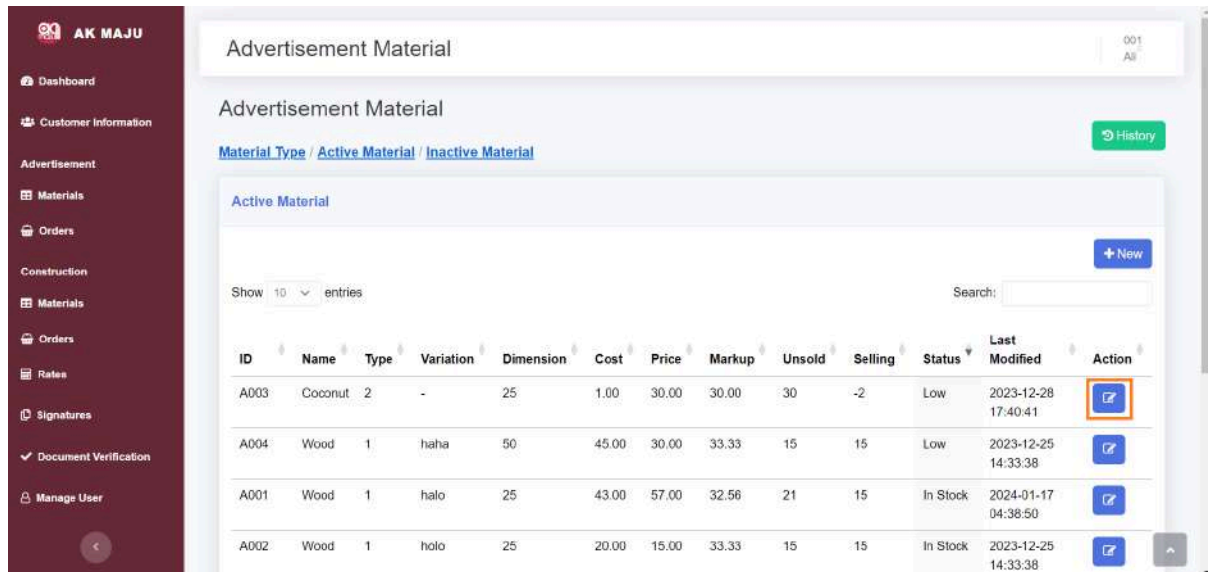 AK MAJU
Dashboard
Customer Information
Advertisement
Materials
Orders
Construction
Materials
Orders
Rates
Signatures
Document Verification
Manage User
Advertisement Material
001
Ali
Advertisement Material
History
Material Type / Active Material / Inactive Material
Active Material
+ New
Show 10 entries
Search:
ID Name Type Variation Dimension Cost Price Markup Unsold Selling Status Last Modified Action
A003 Coconut 2 - 25 1.00 30.00 30.00 30 -2 Low 2023-12-28 17:40:41
A004 Wood 1 haha 50 45.00 30.00 33.33 15 15 Low 2023-12-25 14:33:38
A001 Wood 1 halo 25 43.00 57.00 32.56 21 15 In Stock 2024-01-17 04:38:50
A002 Wood 1 holo 25 20.00 15.00 33.33 15 15 In Stock 2023-12-25 14:33:38